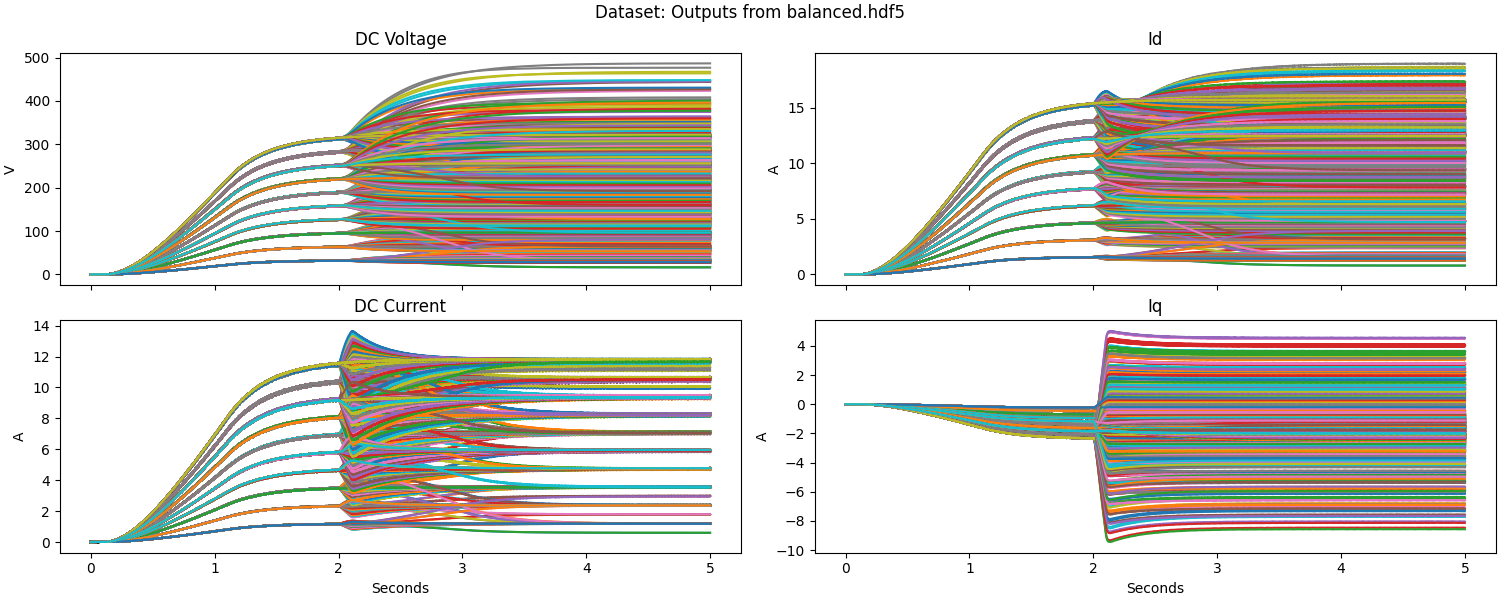 Dataset: Outputs from balanced.hdf5
DC Voltage
V
500
400
300
200
100
0
Id
A
15
10
5
0
DC Current
A
14
12
10
8
6
4
2
0
0 1 2 3 4 5
Seconds
Iq
A
4
2
0
−2
−4
−6
−8
−10
0 1 2 3 4 5
Seconds